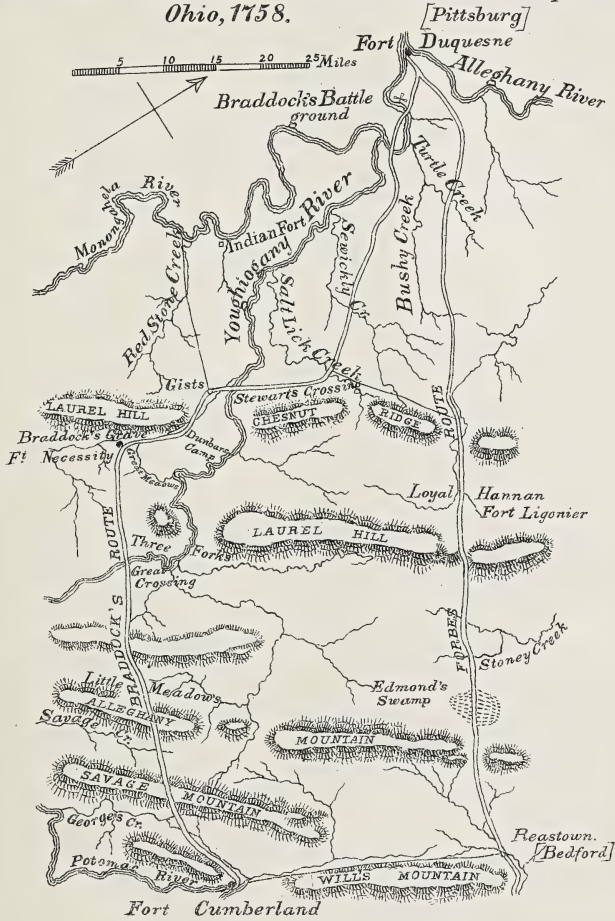 Ohio, 1758.
[Pittsburg]
Fort Duquesne
5 10 15 20 25 Miles
Alleghany River
Braddock's Battle
ground
Turtle Creek
Monongahela River
Indian Fort
Youghiogany River
Sewickly Cr.
Bushy Creek
Red Stone Creek
Salt Lick Creek
Gists
Stewarts Crossing
LAUREL HILL
CHESNUT RIDGE
ROUTE
Braddock's Grave
Ft. Necessity
Great Meadows
Dunbars
Camp
Loyal Hannan
Fort Ligonier
ROUTE
LAUREL HILL
Three Forks
Great
Crossing
BRADDOCK'S
FORBES
Stoney Creek
Little Meadows
Edmond's
Swamp
ALLEGHANY
Savage Cr.
MOUNTAIN
SAVAGE MOUNTAIN
George's Cr.
Potomac River
Reastown.
[Bedford]
WILL'S MOUNTAIN
Fort Cumberland